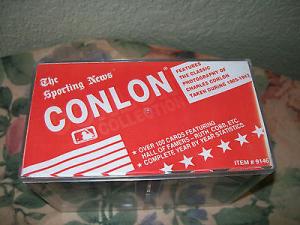 The
Sporting News
CONLON
COLLECTION
FEATURES
THE CLASSIC
PHOTOGRAPHY OF
CHARLES CONLON
TAKEN DURING 1905-1942
• OVER 100 CARDS FEATURING
HALL OF FAMERS - RUTH, COBB, ETC.
• COMPLETE YEAR BY YEAR STATISTICS
ITEM # 9146